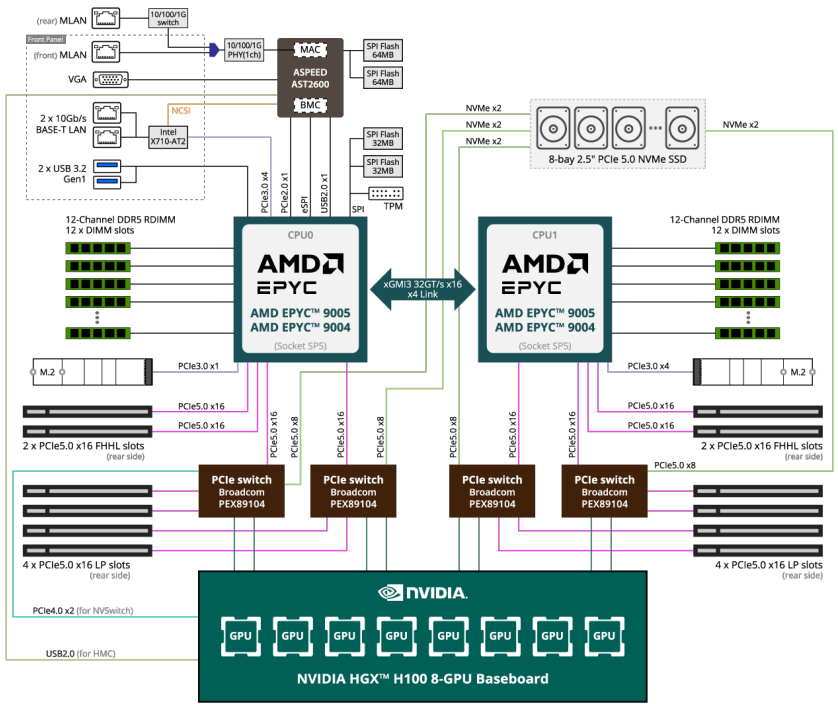 (rear) MLAN
10/100/1G
switch
Front Panel
(front) MLAN
10/100/1G
PHY(1ch)
MAC
ASPEED
AST2600
BMC
SPI Flash
64MB
SPI Flash
64MB
VGA
NCSI
2 x 10Gb/s
BASE-T LAN
Intel
X710-AT2
2 x USB 3.2
Gen1
SPI Flash
32MB
SPI Flash
32MB
TPM
SPI
PCIe3.0 x4
PCIe2.0 x1
eSPI
USB2.0 x1
NVMe x2
NVMe x2
NVMe x2
NVMe x2
8-bay 2.5" PCIe 5.0 NVMe SSD
12-Channel DDR5 RDIMM
12 x DIMM slots
CPU0
AMD
EPYC
AMD EPYC™ 9005
AMD EPYC™ 9004
(Socket SP5)
xGMI3 32GT/s x16
x4 Link
CPU1
AMD
EPYC
AMD EPYC™ 9005
AMD EPYC™ 9004
(Socket SP5)
12-Channel DDR5 RDIMM
12 x DIMM slots
M.2
PCIe3.0 x1
PCIe3.0 x4
M.2
PCIe5.0 x16
PCIe5.0 x16
2 x PCIe5.0 x16 FHHL slots
(rear side)
PCIe5.0 x16
PCIe5.0 x8
PCIe5.0 x16
PCIe5.0 x8
PCIe5.0 x8
PCIe5.0 x16
PCIe5.0 x16
PCIe5.0 x16
PCIe5.0 x16
2 x PCIe5.0 x16 FHHL slots
(rear side)
PCIe5.0 x8
PCIe switch
Broadcom
PEX89104
PCIe switch
Broadcom
PEX89104
PCIe switch
Broadcom
PEX89104
PCIe switch
Broadcom
PEX89104
4 x PCIe5.0 x16 LP slots
(rear side)
4 x PCIe5.0 x16 LP slots
(rear side)
PCIe4.0 x2 (for NVSwitch)
USB2.0 (for HMC)
NVIDIA.
GPU GPU GPU GPU GPU GPU GPU GPU
NVIDIA HGX™ H100 8-GPU Baseboard